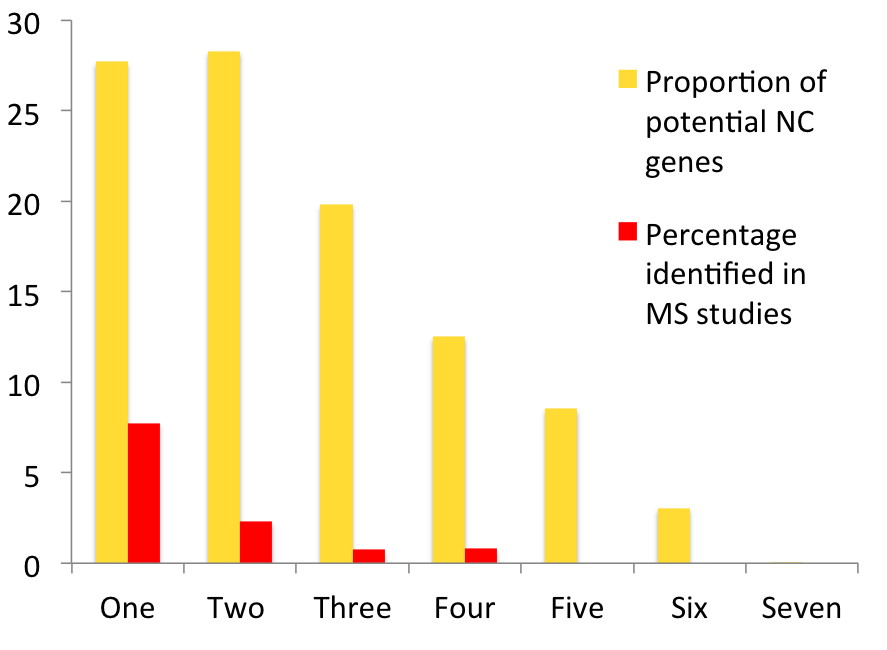 30
25
20
15
10
5
0
One Two Three Four Five Six Seven
Proportion of
potential NC
genes
Percentage
identified in
MS studies